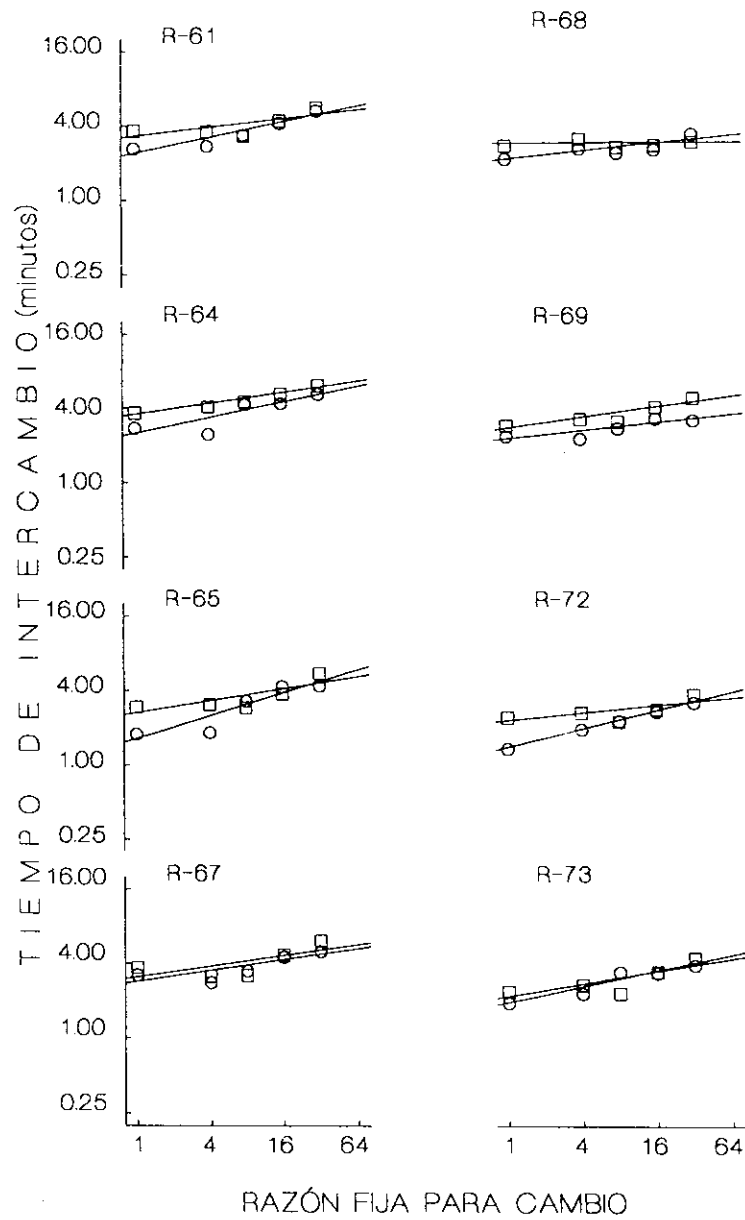 R-61
R-68
16.00
4.00
1.00
0.25
R-64
R-69
16.00
4.00
1.00
0.25
R-65
R-72
16.00
4.00
1.00
0.25
R-67
R-73
16.00
4.00
1.00
0.25
TIEMPO DE INTERCAMBIO (minutos)
1 4 16 64
1 4 16 64
RAZÓN FIJA PARA CAMBIO